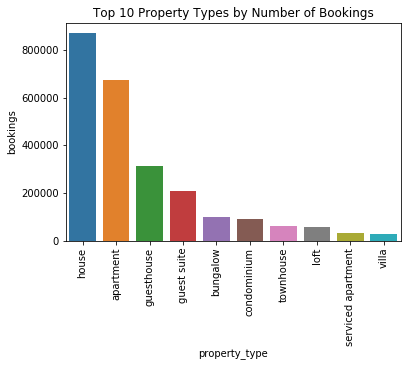 Top 10 Property Types by Number of Bookings
bookings
800000
600000
400000
200000
0
house
apartment
guesthouse
guest suite
bungalow
condominium
townhouse
loft
serviced apartment
villa
property_type